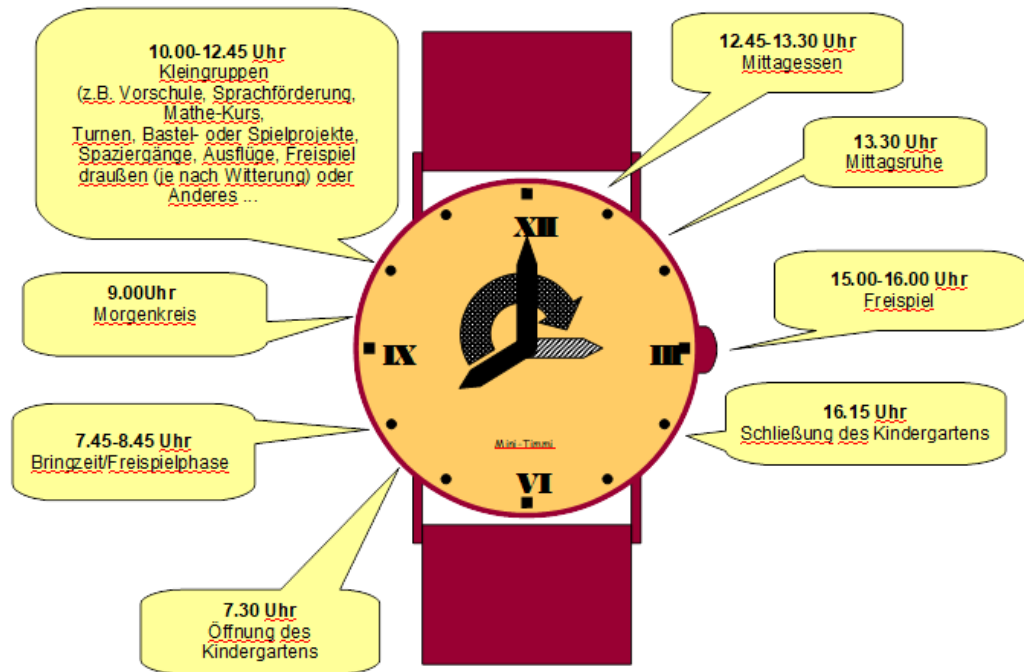 10.00-12.45 Uhr
Kleingruppen
(z.B. Vorschule, Sprachförderung,
Mathe-Kurs,
Turnen, Bastel- oder Spielprojekte,
Spaziergänge, Ausflüge, Freispiel
draußen (je nach Witterung) oder
Anderes ...
12.45-13.30 Uhr
Mittagessen
13.30 Uhr
Mittagsruhe
9.00Uhr
Morgenkreis
15.00-16.00 Uhr
Freispiel
7.45-8.45 Uhr
Bringzeit/Freispielphase
16.15 Uhr
Schließung des Kindergartens
7.30 Uhr
Öffnung des
Kindergartens
XII
IX
III
Mini-Timmi
VI